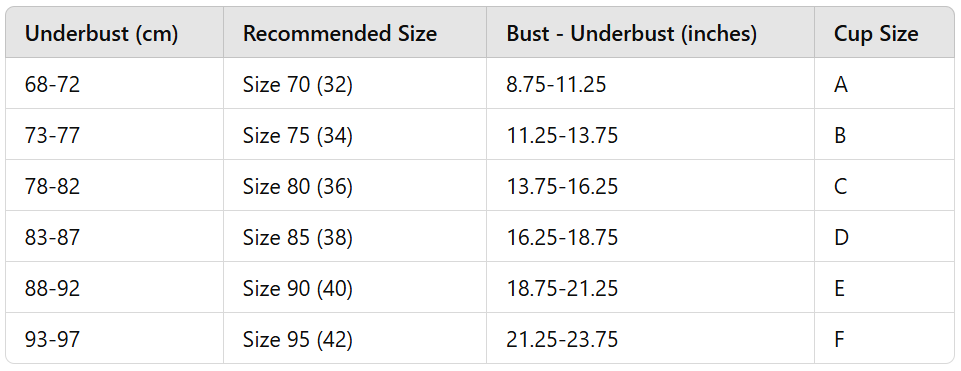 Underbust (cm) Recommended Size Bust - Underbust (inches) Cup Size
68-72 Size 70 (32) 8.75-11.25 A
73-77 Size 75 (34) 11.25-13.75 B
78-82 Size 80 (36) 13.75-16.25 C
83-87 Size 85 (38) 16.25-18.75 D
88-92 Size 90 (40) 18.75-21.25 E
93-97 Size 95 (42) 21.25-23.75 F